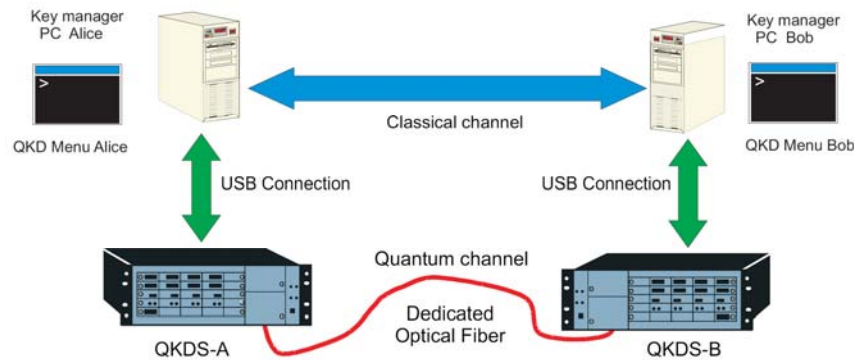 Key manager
PC Alice
>
QKD Menu Alice
Classical channel
Key manager
PC Bob
>
QKD Menu Bob
USB Connection
USB Connection
Quantum channel
Dedicated
Optical Fiber
QKDS-A
QKDS-B